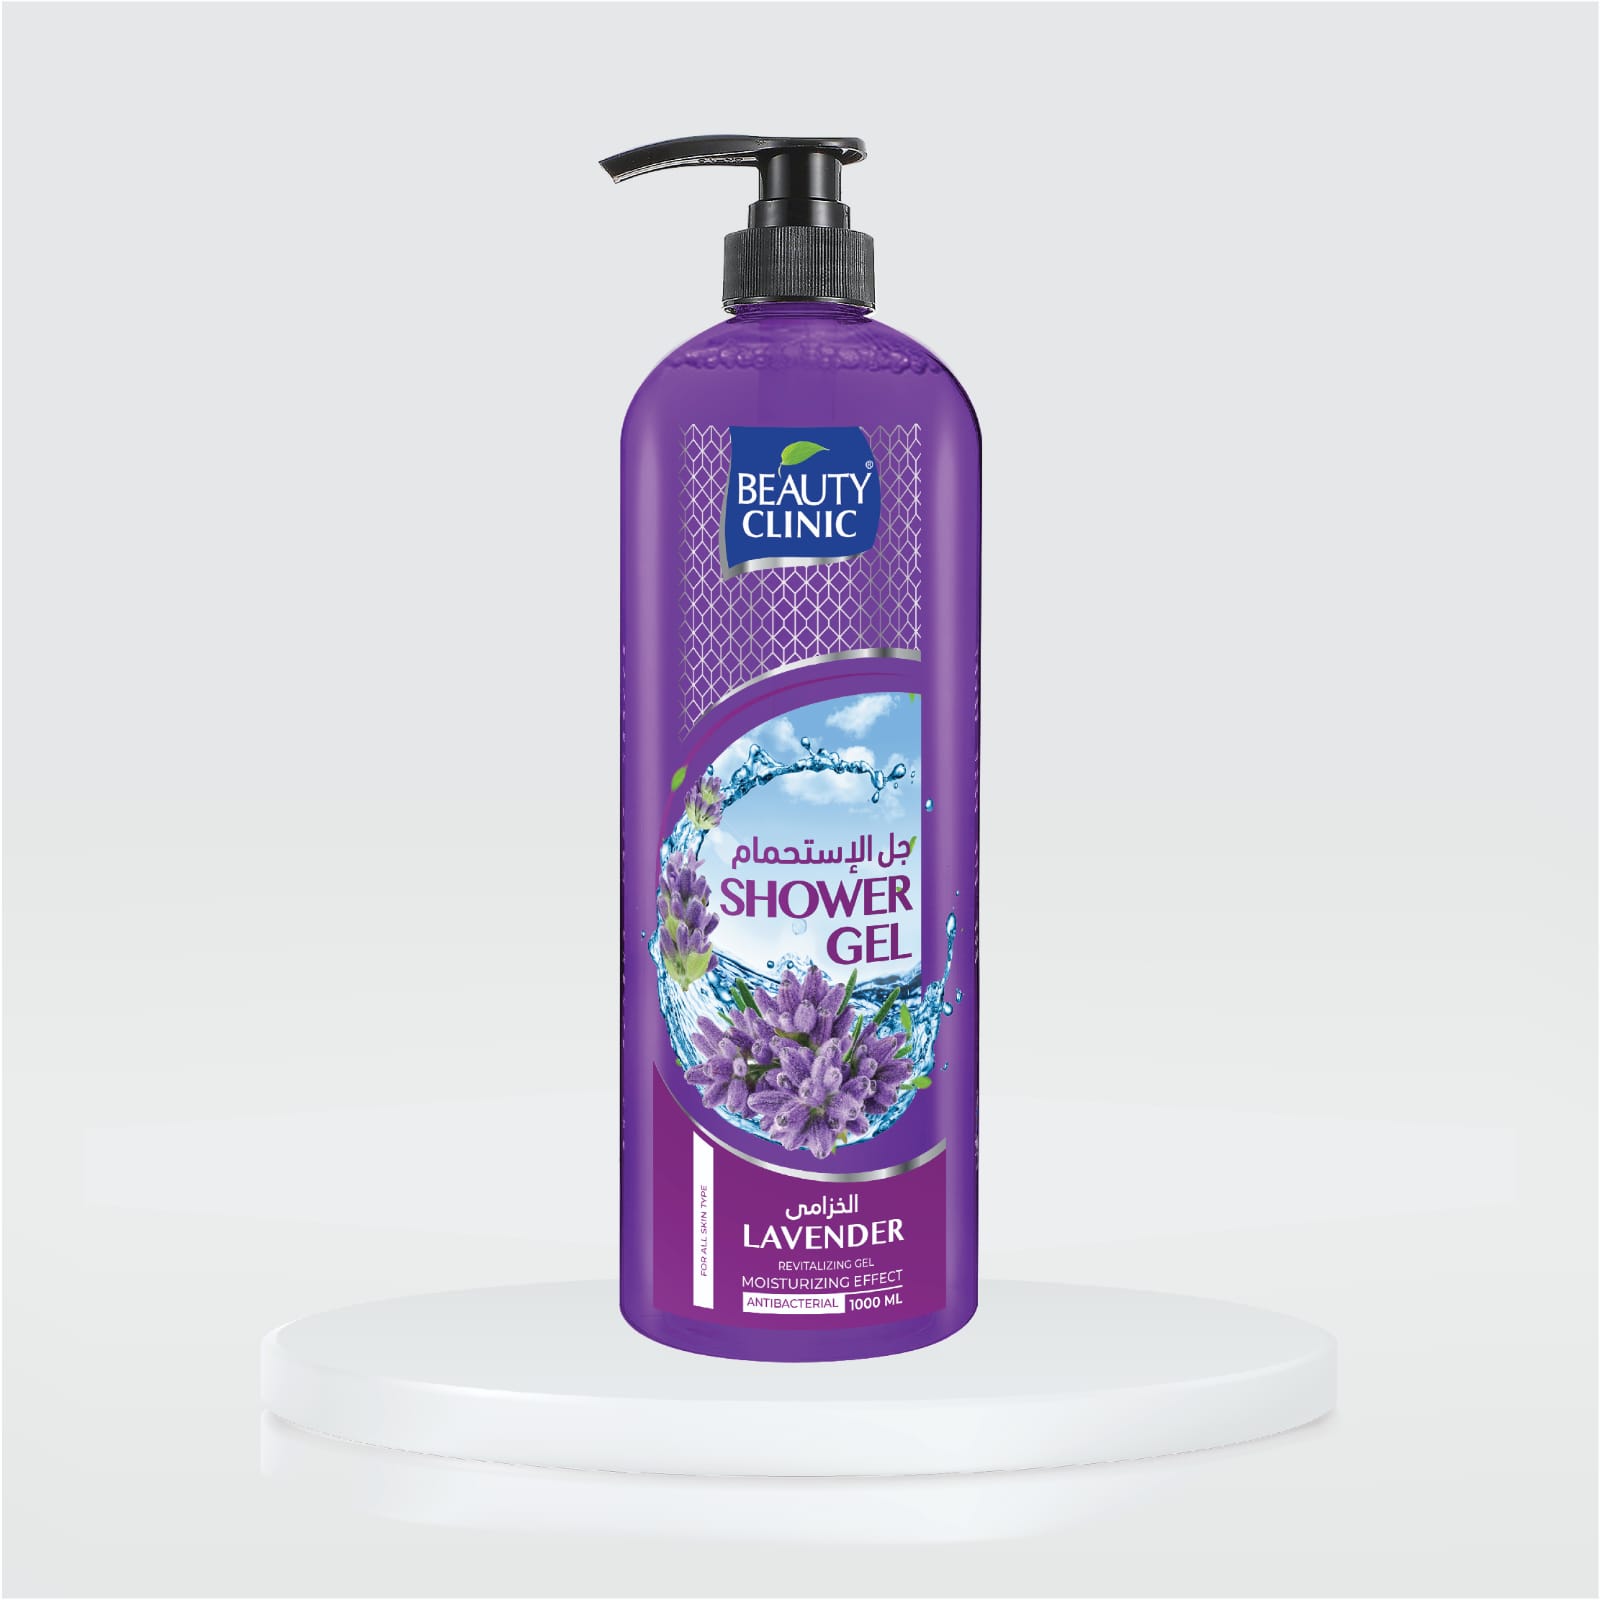 BEAUTY®
CLINIC
جل الإستحمام
SHOWER
GEL
الخزامى
LAVENDER
REVITALIZING GEL
MOISTURIZING EFFECT
ANTIBACTERIAL 1000 ML
FOR ALL SKIN TYPE